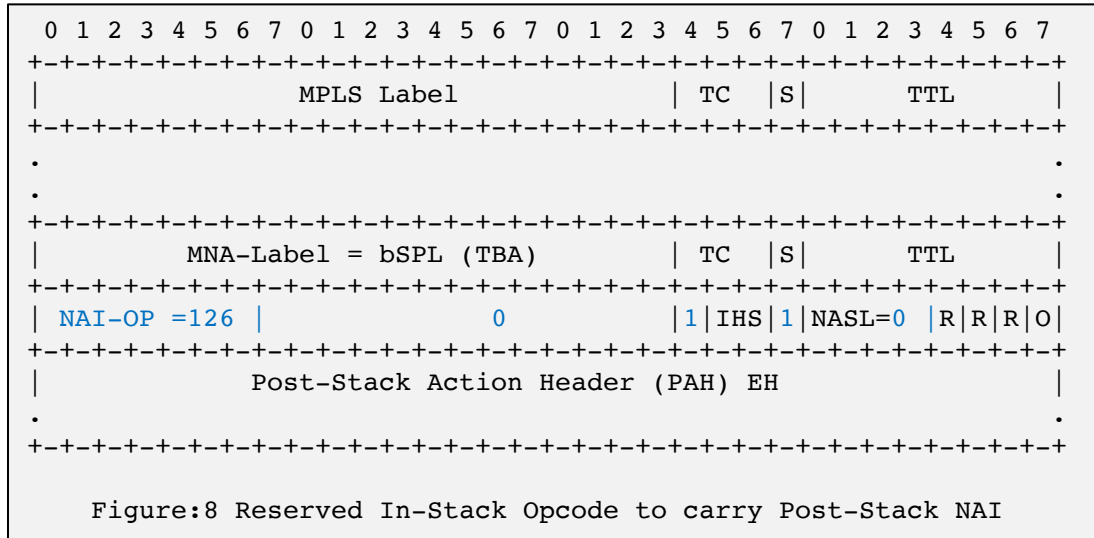 0 1 2 3 4 5 6 7 0 1 2 3 4 5 6 7 0 1 2 3 4 5 6 7 0 1 2 3 4 5 6 7
+-+-+-+-+-+-+-+-+-+-+-+-+-+-+-+-+-+-+-+-+-+-+-+-+-+-+-+-+-+-+-+-+
|                 MPLS Label              | TC  |S|      TTL      |
+-+-+-+-+-+-+-+-+-+-+-+-+-+-+-+-+-+-+-+-+-+-+-+-+-+-+-+-+-+-+-+-+
.                                                               .
.                                                               .
+-+-+-+-+-+-+-+-+-+-+-+-+-+-+-+-+-+-+-+-+-+-+-+-+-+-+-+-+-+-+-+-+
|         MNA-Label = bSPL (TBA)        | TC  |S|      TTL      |
+-+-+-+-+-+-+-+-+-+-+-+-+-+-+-+-+-+-+-+-+-+-+-+-+-+-+-+-+-+-+-+-+
| NAI-OP =126 |              0          |1|IHS|1|NASL=0 |R|R|R|O|
+-+-+-+-+-+-+-+-+-+-+-+-+-+-+-+-+-+-+-+-+-+-+-+-+-+-+-+-+-+-+-+-+
|             Post-Stack Action Header (PAH) EH                 |
.                                                               .
+-+-+-+-+-+-+-+-+-+-+-+-+-+-+-+-+-+-+-+-+-+-+-+-+-+-+-+-+-+-+-+-+
Figure:8 Reserved In-Stack Opcode to carry Post-Stack NAI